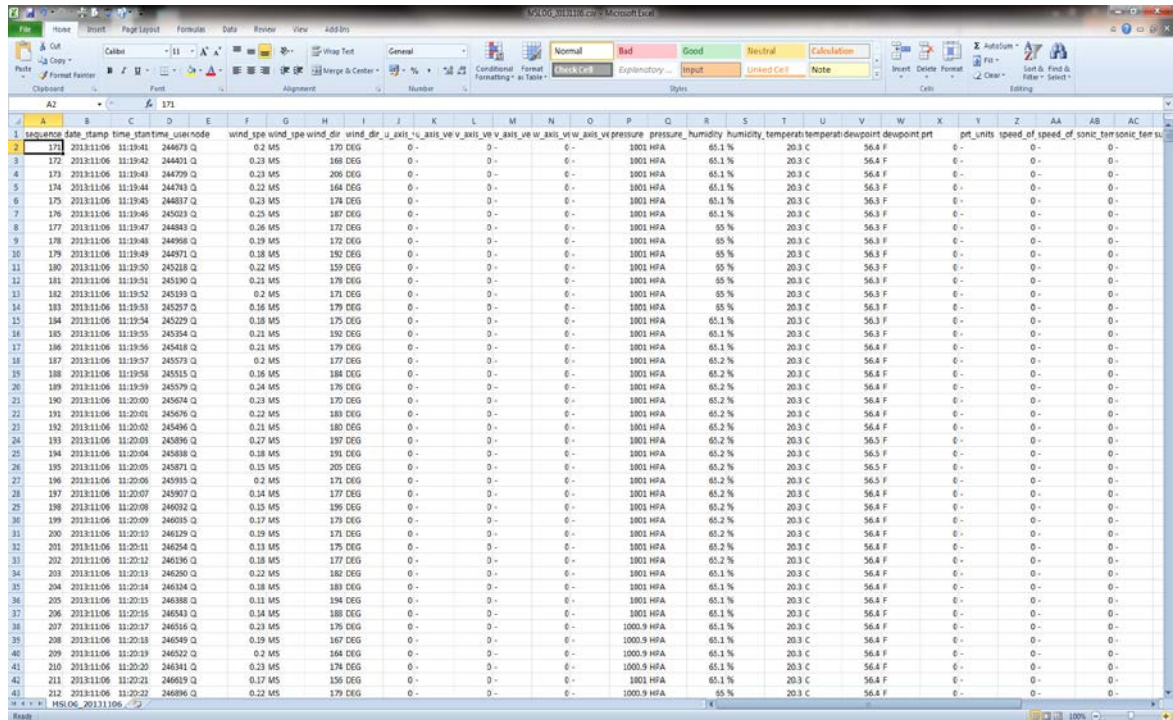 MSLOG_20131106.csv - Microsoft Excel
File Home Insert Page Layout Formulas Data Review View Add-Ins
Cut Calibri 11 Wrap Text General Normal Bad Good Neutral Calculation AutoSum
Copy Fill
Paste Format Painter Merge & Center Conditional Formatting Format as Table Check Cell Explanatory ... Input Linked Cell Note Insert Delete Format Clear Sort & Filter Find & Select
Clipboard Font Alignment Number Styles Cells Editing
A2 fx 171
A B C D E F G H I J K L M N O P Q R S T U V W X Y Z AA AB AC
1 sequence date_stamp node wind_spe wind_spe wind_dir wind_dir_ pressure pressure_ humidity humidity_ temperati temperati dewpoint dewpoint prt prt_units speed_of_ speed_of_
2 171 2013:11:06 11:19:41 244673 Q 0.2 MS 170 DEG 0 - 0 - 0 - 1001 HPA 65.1 % 20.3 C 56.4 F 0 - 0 - 0 -
3 172 2013:11:06 11:19:42 244401 Q 0.23 MS 168 DEG 0 - 0 - 0 - 1001 HPA 65.1 % 20.3 C 56.4 F 0 - 0 - 0 -
4 173 2013:11:06 11:19:43 244709 Q 0.23 MS 206 DEG 0 - 0 - 0 - 1001 HPA 65.1 % 20.3 C 56.4 F 0 - 0 - 0 -
5 174 2013:11:06 11:19:44 244743 Q 0.22 MS 164 DEG 0 - 0 - 0 - 1001 HPA 65.1 % 20.3 C 56.3 F 0 - 0 - 0 -
6 175 2013:11:06 11:19:45 244837 Q 0.23 MS 174 DEG 0 - 0 - 0 - 1001 HPA 65.1 % 20.3 C 56.3 F 0 - 0 - 0 -
7 176 2013:11:06 11:19:46 245023 Q 0.25 MS 187 DEG 0 - 0 - 0 - 1001 HPA 65.1 % 20.3 C 56.3 F 0 - 0 - 0 -
8 177 2013:11:06 11:19:47 244843 Q 0.26 MS 172 DEG 0 - 0 - 0 - 1001 HPA 65 % 20.3 C 56.3 F 0 - 0 - 0 -
9 178 2013:11:06 11:19:48 244968 Q 0.19 MS 172 DEG 0 - 0 - 0 - 1001 HPA 65 % 20.3 C 56.3 F 0 - 0 - 0 -
10 179 2013:11:06 11:19:49 244971 Q 0.18 MS 192 DEG 0 - 0 - 0 - 1001 HPA 65 % 20.3 C 56.3 F 0 - 0 - 0 -
11 180 2013:11:06 11:19:50 245218 Q 0.22 MS 159 DEG 0 - 0 - 0 - 1001 HPA 65 % 20.3 C 56.3 F 0 - 0 - 0 -
12 181 2013:11:06 11:19:51 245190 Q 0.21 MS 178 DEG 0 - 0 - 0 - 1001 HPA 65 % 20.3 C 56.3 F 0 - 0 - 0 -
13 182 2013:11:06 11:19:52 245193 Q 0.2 MS 171 DEG 0 - 0 - 0 - 1001 HPA 65 % 20.3 C 56.3 F 0 - 0 - 0 -
14 183 2013:11:06 11:19:53 245257 Q 0.16 MS 179 DEG 0 - 0 - 0 - 1001 HPA 65 % 20.3 C 56.3 F 0 - 0 - 0 -
15 184 2013:11:06 11:19:54 245229 Q 0.18 MS 175 DEG 0 - 0 - 0 - 1001 HPA 65.1 % 20.3 C 56.3 F 0 - 0 - 0 -
16 185 2013:11:06 11:19:55 245354 Q 0.21 MS 192 DEG 0 - 0 - 0 - 1001 HPA 65.1 % 20.3 C 56.3 F 0 - 0 - 0 -
17 186 2013:11:06 11:19:56 245418 Q 0.21 MS 179 DEG 0 - 0 - 0 - 1001 HPA 65.1 % 20.3 C 56.4 F 0 - 0 - 0 -
18 187 2013:11:06 11:19:57 245573 Q 0.2 MS 177 DEG 0 - 0 - 0 - 1001 HPA 65.2 % 20.3 C 56.4 F 0 - 0 - 0 -
19 188 2013:11:06 11:19:58 245515 Q 0.16 MS 184 DEG 0 - 0 - 0 - 1001 HPA 65.2 % 20.3 C 56.4 F 0 - 0 - 0 -
20 189 2013:11:06 11:19:59 245579 Q 0.24 MS 176 DEG 0 - 0 - 0 - 1001 HPA 65.2 % 20.3 C 56.4 F 0 - 0 - 0 -
21 190 2013:11:06 11:20:00 245674 Q 0.23 MS 170 DEG 0 - 0 - 0 - 1001 HPA 65.2 % 20.3 C 56.4 F 0 - 0 - 0 -
22 191 2013:11:06 11:20:01 245676 Q 0.22 MS 183 DEG 0 - 0 - 0 - 1001 HPA 65.2 % 20.3 C 56.4 F 0 - 0 - 0 -
23 192 2013:11:06 11:20:02 245496 Q 0.21 MS 180 DEG 0 - 0 - 0 - 1001 HPA 65.2 % 20.3 C 56.4 F 0 - 0 - 0 -
24 193 2013:11:06 11:20:03 245896 Q 0.27 MS 197 DEG 0 - 0 - 0 - 1001 HPA 65.2 % 20.3 C 56.5 F 0 - 0 - 0 -
25 194 2013:11:06 11:20:04 245838 Q 0.18 MS 191 DEG 0 - 0 - 0 - 1001 HPA 65.2 % 20.3 C 56.5 F 0 - 0 - 0 -
26 195 2013:11:06 11:20:05 245871 Q 0.15 MS 205 DEG 0 - 0 - 0 - 1001 HPA 65.2 % 20.3 C 56.5 F 0 - 0 - 0 -
27 196 2013:11:06 11:20:06 245935 Q 0.2 MS 171 DEG 0 - 0 - 0 - 1001 HPA 65.2 % 20.3 C 56.5 F 0 - 0 - 0 -
28 197 2013:11:06 11:20:07 245907 Q 0.14 MS 177 DEG 0 - 0 - 0 - 1001 HPA 65.2 % 20.3 C 56.4 F 0 - 0 - 0 -
29 198 2013:11:06 11:20:08 246032 Q 0.15 MS 196 DEG 0 - 0 - 0 - 1001 HPA 65.2 % 20.3 C 56.4 F 0 - 0 - 0 -
30 199 2013:11:06 11:20:09 246035 Q 0.17 MS 173 DEG 0 - 0 - 0 - 1001 HPA 65.2 % 20.3 C 56.4 F 0 - 0 - 0 -
31 200 2013:11:06 11:20:10 246129 Q 0.19 MS 171 DEG 0 - 0 - 0 - 1001 HPA 65.2 % 20.3 C 56.4 F 0 - 0 - 0 -
32 201 2013:11:06 11:20:11 246254 Q 0.13 MS 175 DEG 0 - 0 - 0 - 1001 HPA 65.2 % 20.3 C 56.4 F 0 - 0 - 0 -
33 202 2013:11:06 11:20:12 246196 Q 0.18 MS 177 DEG 0 - 0 - 0 - 1001 HPA 65.2 % 20.3 C 56.4 F 0 - 0 - 0 -
34 203 2013:11:06 11:20:13 246260 Q 0.22 MS 182 DEG 0 - 0 - 0 - 1001 HPA 65.1 % 20.3 C 56.4 F 0 - 0 - 0 -
35 204 2013:11:06 11:20:14 246324 Q 0.18 MS 183 DEG 0 - 0 - 0 - 1001 HPA 65.1 % 20.3 C 56.4 F 0 - 0 - 0 -
36 205 2013:11:06 11:20:15 246388 Q 0.11 MS 194 DEG 0 - 0 - 0 - 1001 HPA 65.1 % 20.3 C 56.4 F 0 - 0 - 0 -
37 206 2013:11:06 11:20:16 246543 Q 0.14 MS 188 DEG 0 - 0 - 0 - 1001 HPA 65.1 % 20.3 C 56.4 F 0 - 0 - 0 -
38 207 2013:11:06 11:20:17 246516 Q 0.23 MS 176 DEG 0 - 0 - 0 - 1000.9 HPA 65.1 % 20.3 C 56.4 F 0 - 0 - 0 -
39 208 2013:11:06 11:20:18 246549 Q 0.19 MS 167 DEG 0 - 0 - 0 - 1000.9 HPA 65.1 % 20.3 C 56.4 F 0 - 0 - 0 -
40 209 2013:11:06 11:20:19 246522 Q 0.2 MS 164 DEG 0 - 0 - 0 - 1000.9 HPA 65.1 % 20.3 C 56.4 F 0 - 0 - 0 -
41 210 2013:11:06 11:20:20 246341 Q 0.23 MS 174 DEG 0 - 0 - 0 - 1000.9 HPA 65.1 % 20.3 C 56.4 F 0 - 0 - 0 -
42 211 2013:11:06 11:20:21 246619 Q 0.17 MS 156 DEG 0 - 0 - 0 - 1001 HPA 65.1 % 20.3 C 56.4 F 0 - 0 - 0 -
43 212 2013:11:06 11:20:22 246896 Q 0.22 MS 179 DEG 0 - 0 - 0 - 1000.9 HPA 65 % 20.3 C 56.4 F 0 - 0 - 0 -
MSLOG_20131106
Ready 100%